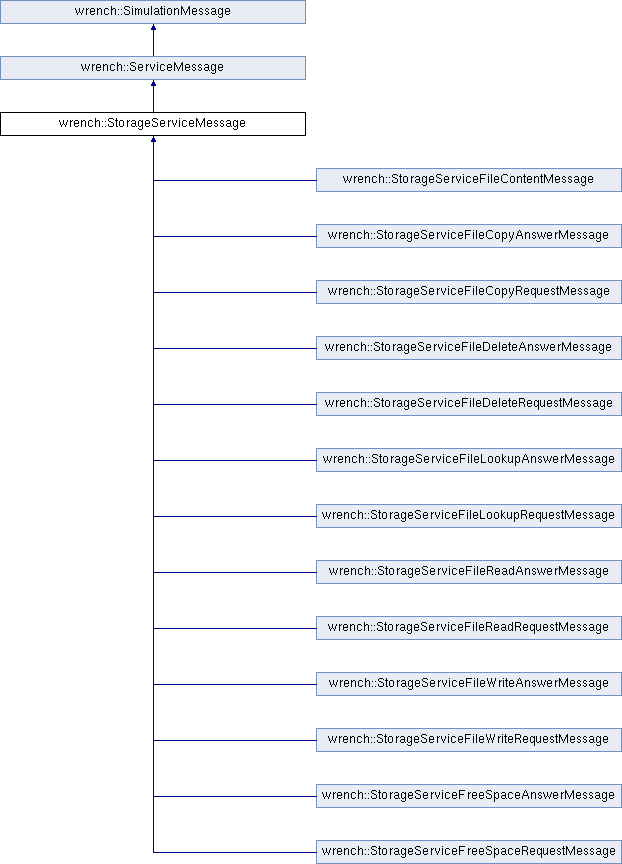 wrench::SimulationMessage
wrench::ServiceMessage
wrench::StorageServiceMessage
wrench::StorageServiceFileContentMessage
wrench::StorageServiceFileCopyAnswerMessage
wrench::StorageServiceFileCopyRequestMessage
wrench::StorageServiceFileDeleteAnswerMessage
wrench::StorageServiceFileDeleteRequestMessage
wrench::StorageServiceFileLookupAnswerMessage
wrench::StorageServiceFileLookupRequestMessage
wrench::StorageServiceFileReadAnswerMessage
wrench::StorageServiceFileReadRequestMessage
wrench::StorageServiceFileWriteAnswerMessage
wrench::StorageServiceFileWriteRequestMessage
wrench::StorageServiceFreeSpaceAnswerMessage
wrench::StorageServiceFreeSpaceRequestMessage